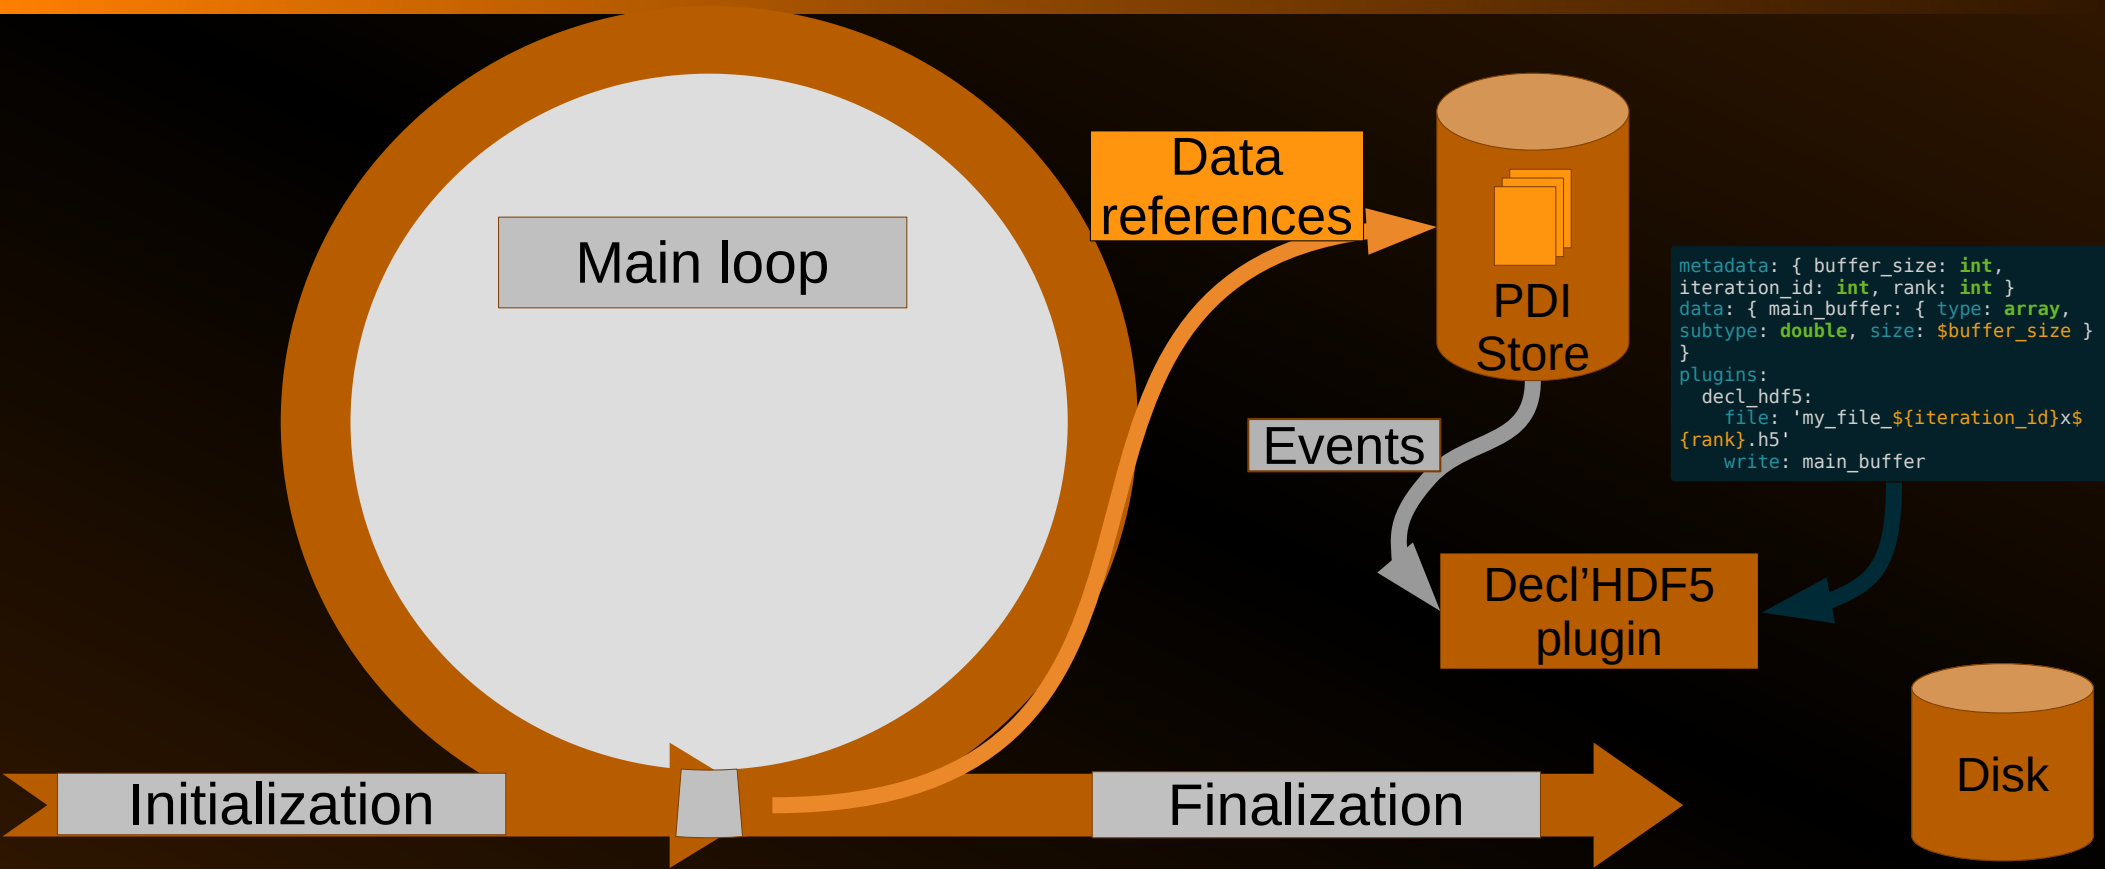 Main loop
Data
references
PDI
Store
metadata: { buffer_size: int,
iteration_id: int, rank: int }
data: { main_buffer: { type: array,
subtype: double, size: $buffer_size }
}
plugins:
  decl_hdf5:
    file: 'my_file_${iteration_id}x$
{rank}.h5'
    write: main_buffer
Events
Decl’HDF5
plugin
Disk
Initialization
Finalization